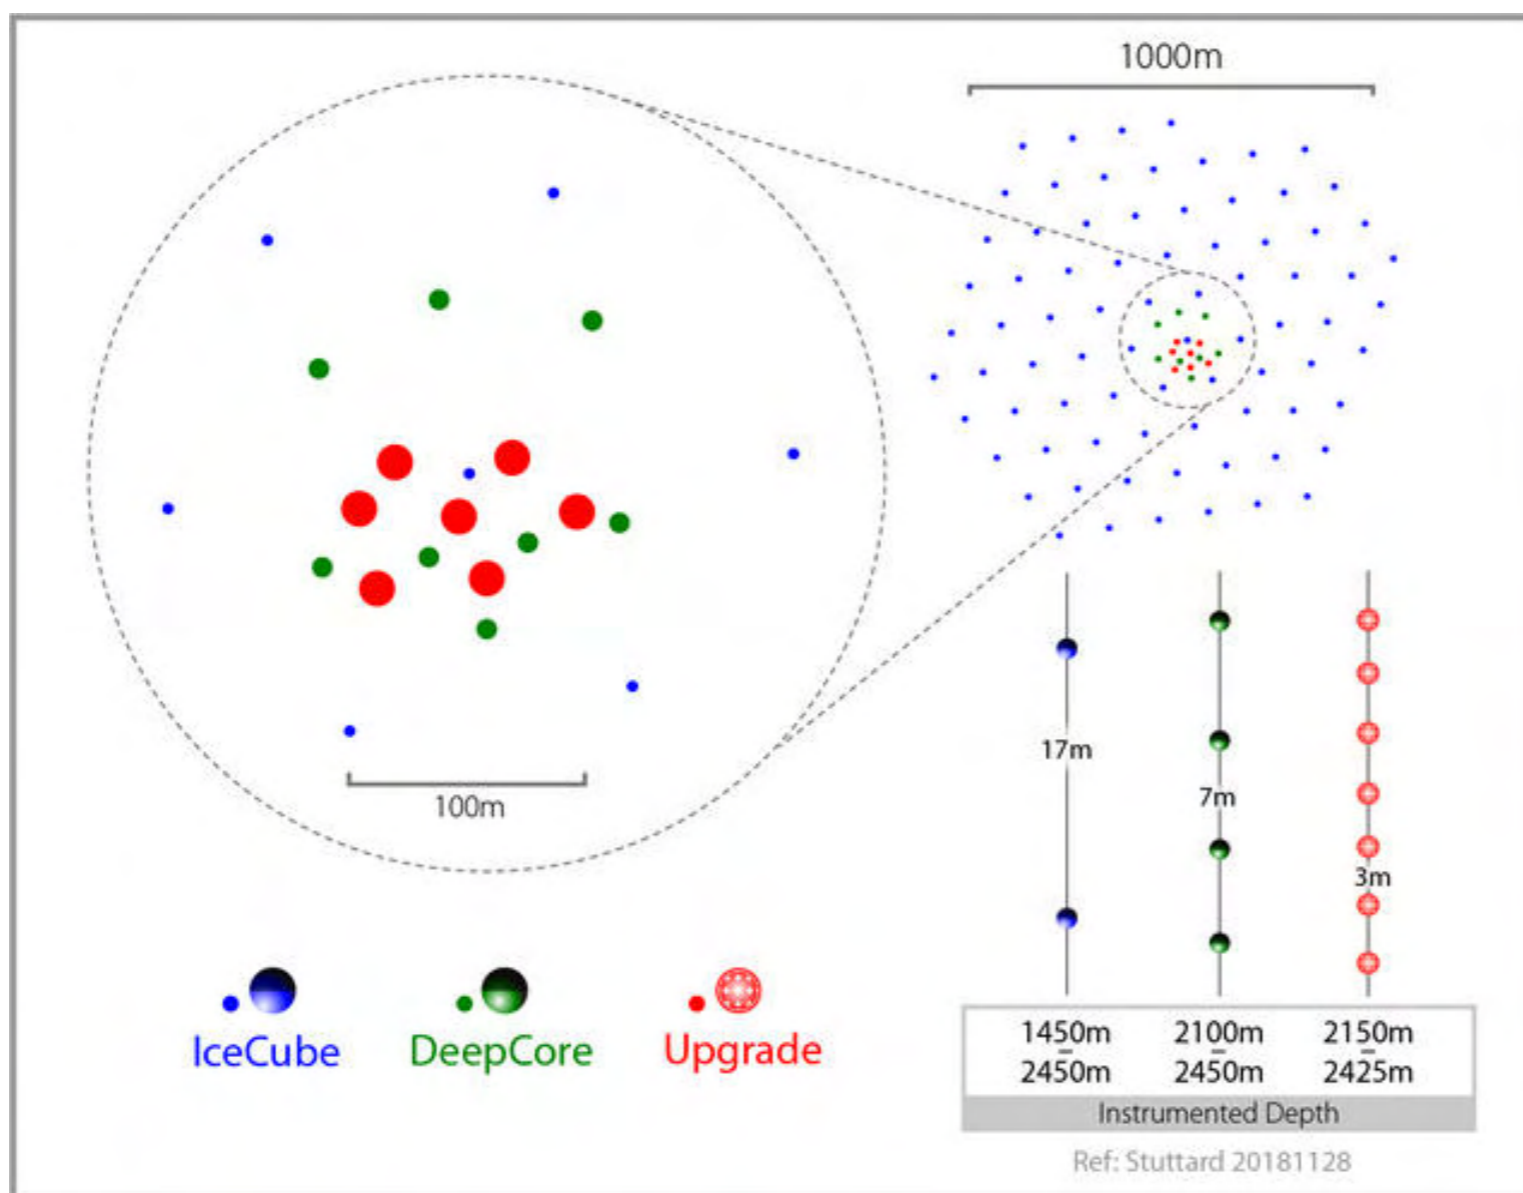 1000m
100m
17m
7m
3m
IceCube
DeepCore
Upgrade
1450m
–
2450m
2100m
–
2450m
2150m
–
2425m
Instrumented Depth
Ref: Stuttard 20181128